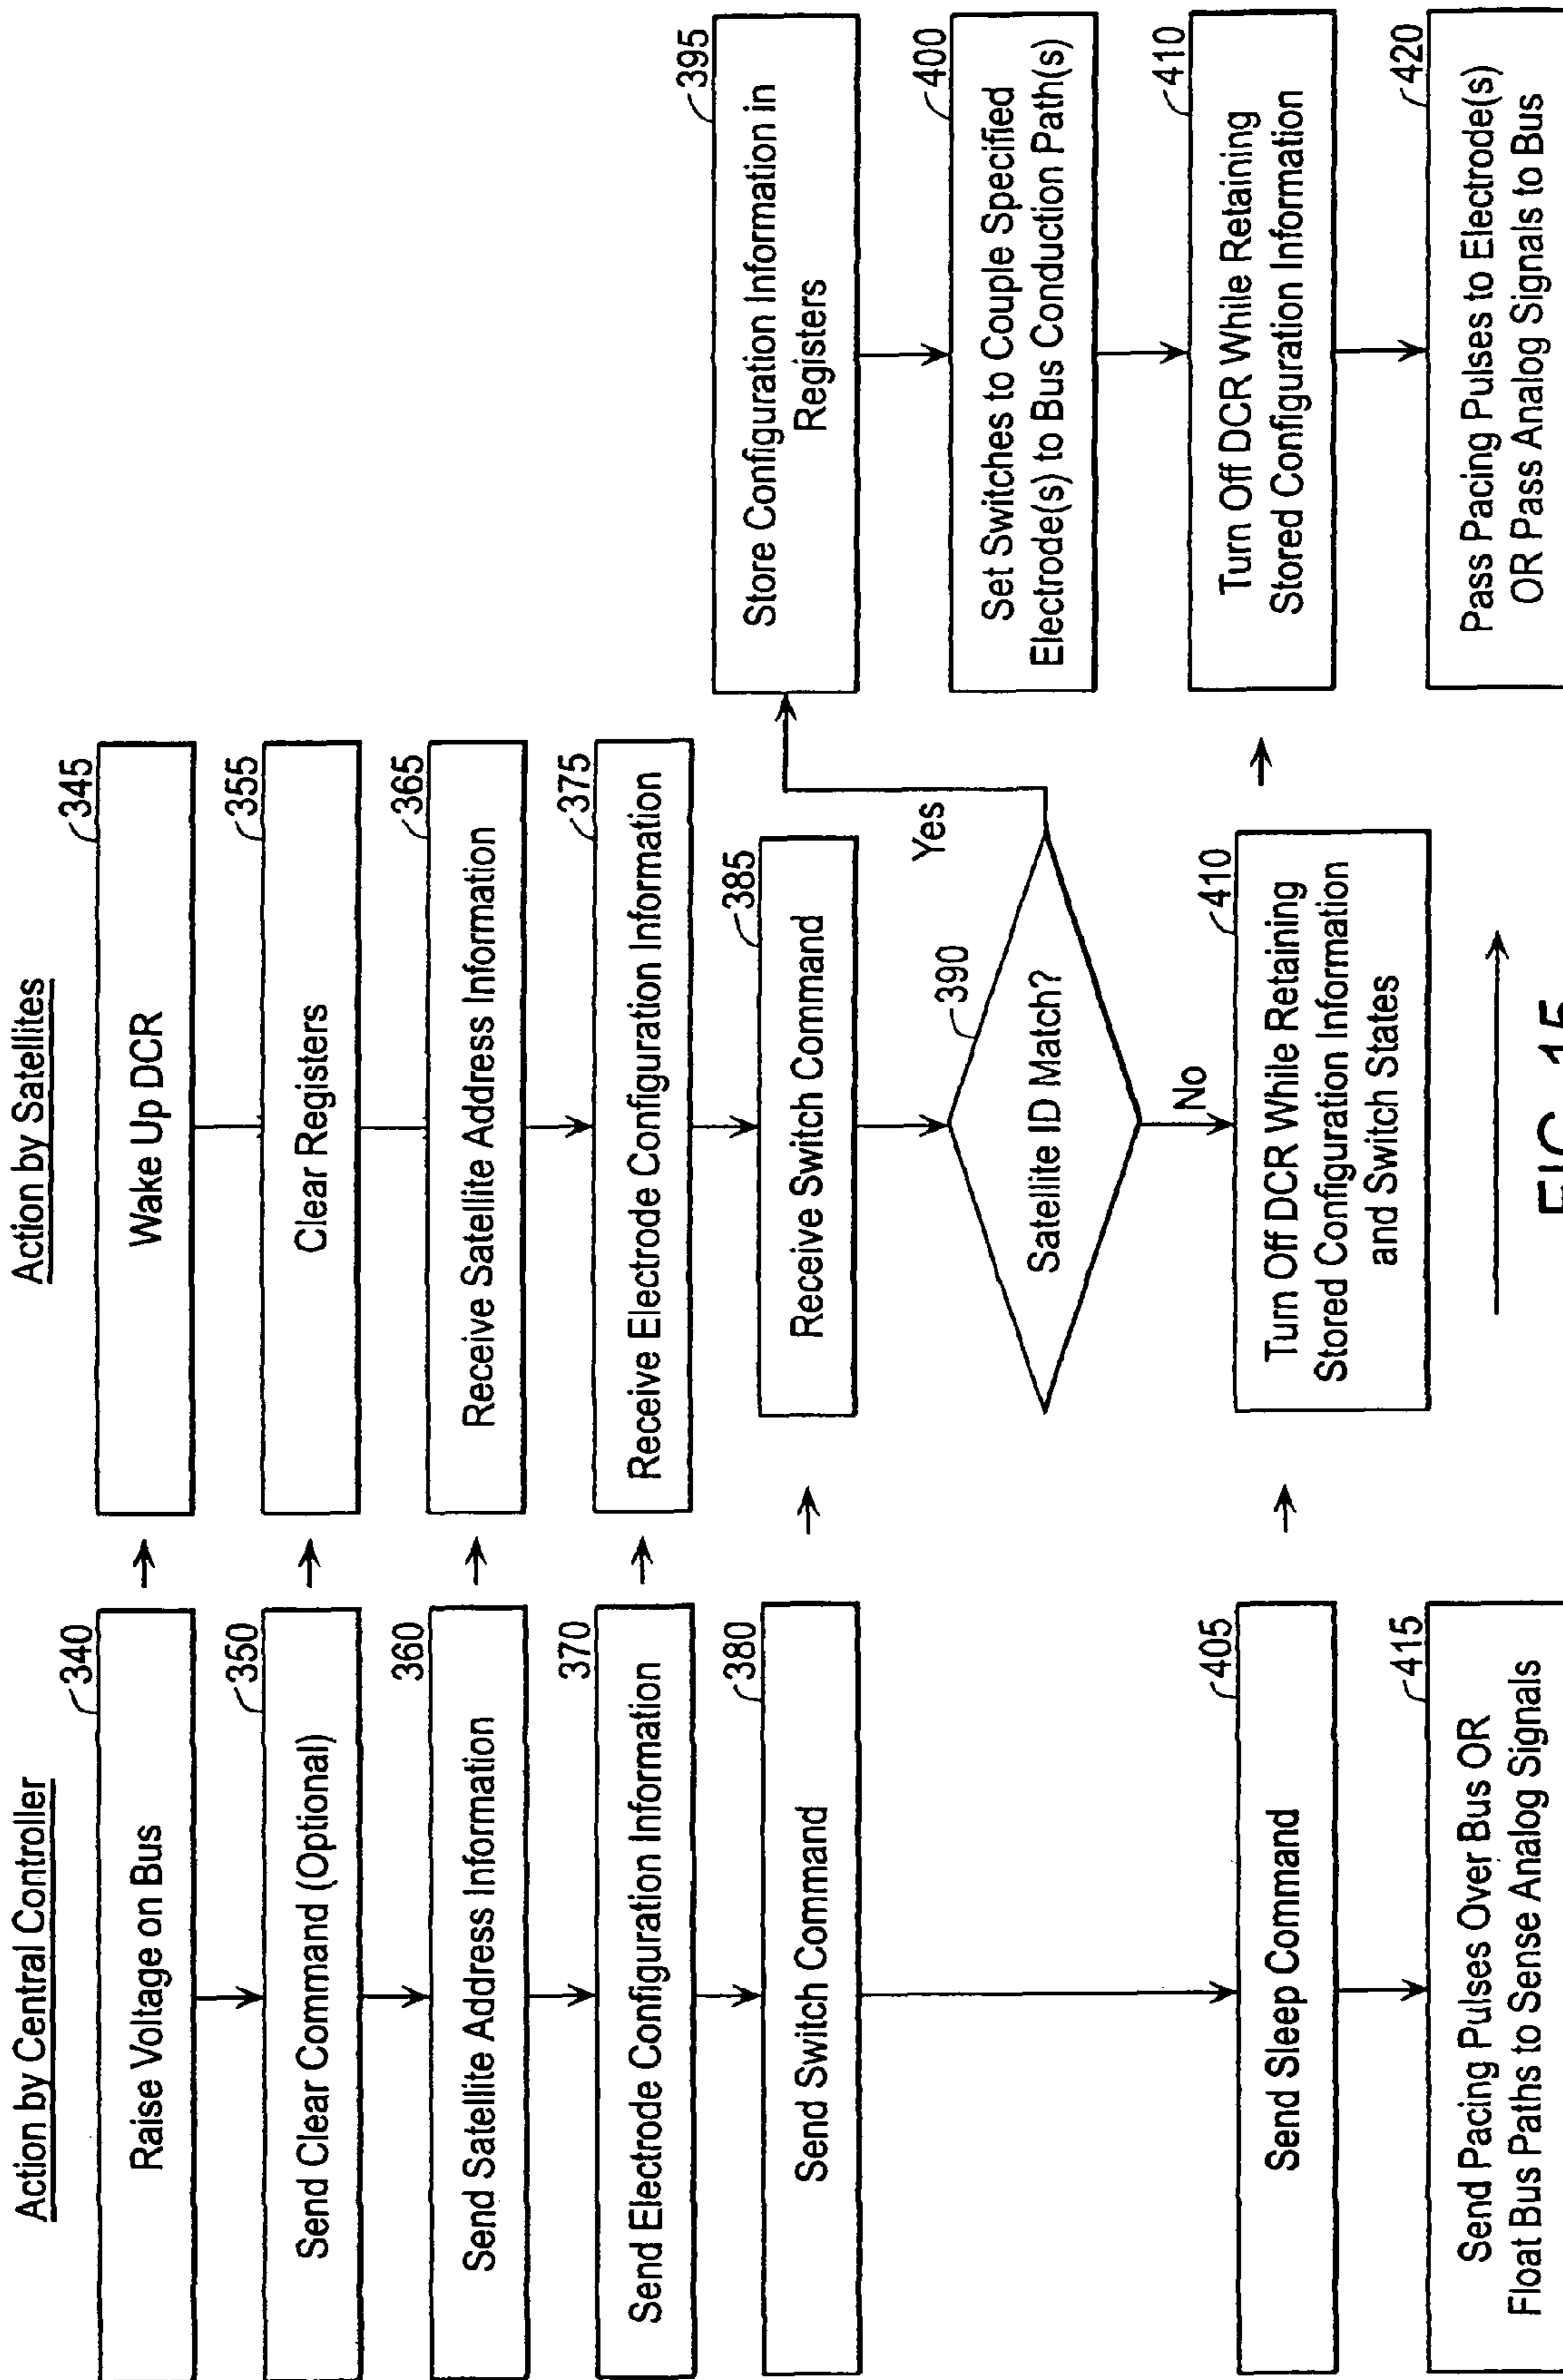 Action by Central Controller
340
Raise Voltage on Bus
350
Send Clear Command (Optional)
360
Send Satellite Address Information
370
Send Electrode Configuration Information
380
Send Switch Command
405
Send Sleep Command
415
Send Pacing Pulses Over Bus OR
Float Bus Paths to Sense Analog Signals
Action by Satellites
345
Wake Up DCR
355
Clear Registers
365
Receive Satellite Address Information
375
Receive Electrode Configuration Information
385
Receive Switch Command
390
Satellite ID Match?
Yes
No
410
Turn Off DCR While Retaining
Stored Configuration Information
and Switch States
395
Store Configuration Information in
Registers
400
Set Switches to Couple Specified
Electrode(s) to Bus Conduction Path(s)
410
Turn Off DCR While Retaining
Stored Configuration Information
420
Pass Pacing Pulses to Electrode(s)
OR Pass Analog Signals to Bus
FIG. 15